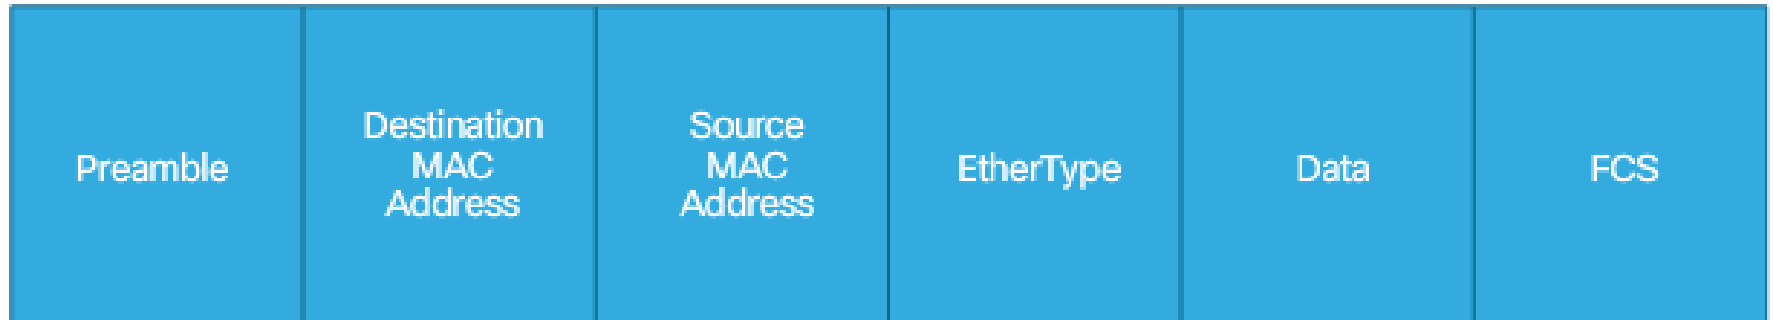 Preamble
Destination
MAC
Address
Source
MAC
Address
EtherType
Data
FCS